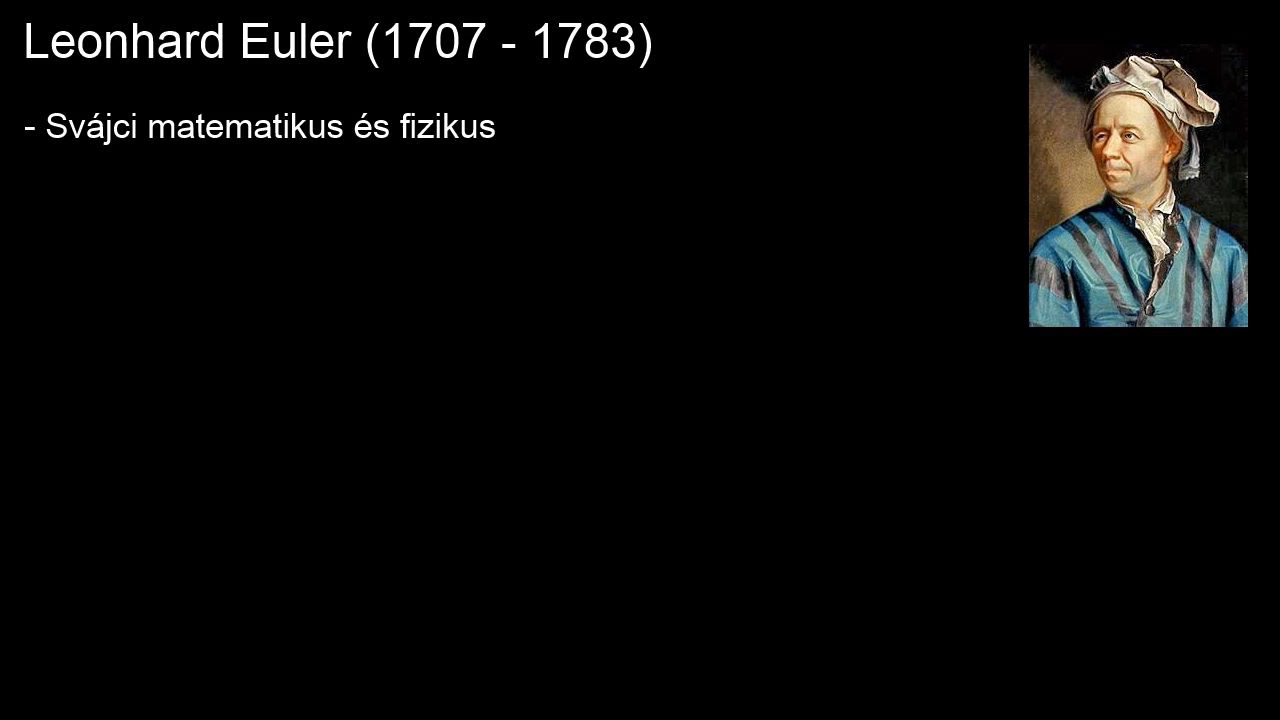 Leonhard Euler (1707 - 1783)
- Svájci matematikus és fizikus